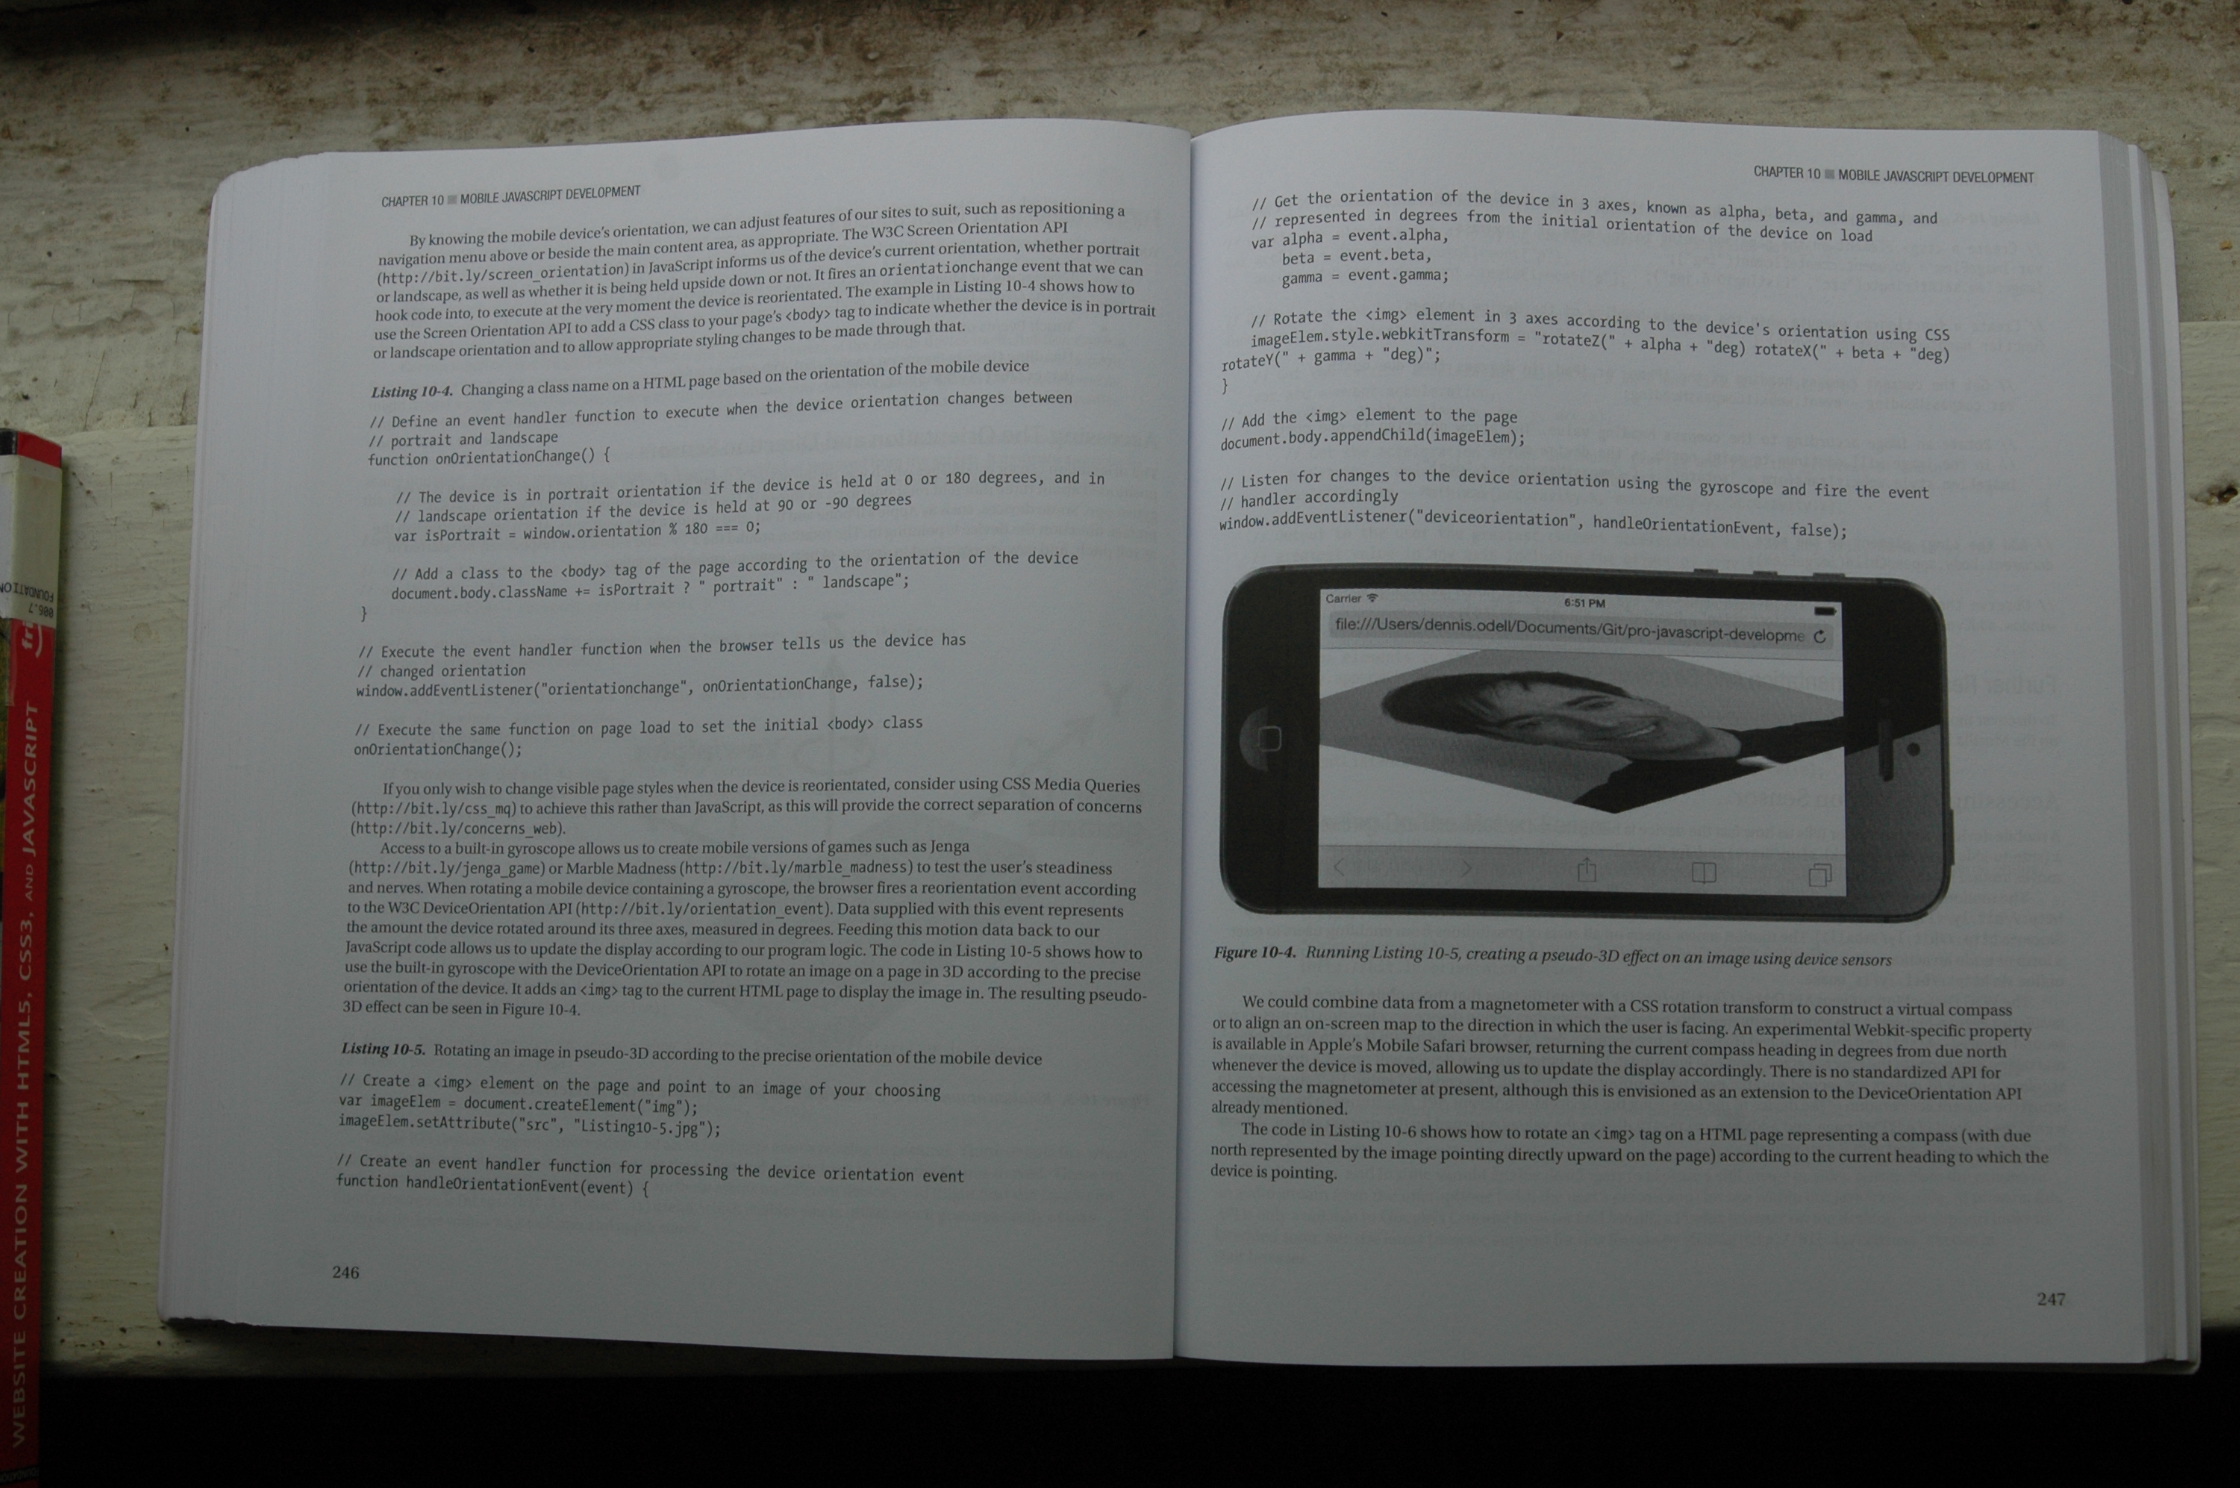 CHAPTER 10 ■ MOBILE JAVASCRIPT DEVELOPMENT
By knowing the mobile device's orientation, we can adjust features of our sites to suit, such as repositioning a
navigation menu above or beside the main content area, as appropriate. The W3C Screen Orientation API
(http://bit.ly/screen_orientation) in JavaScript informs us of the device's current orientation, whether portrait
or landscape, as well as whether it is being held upside down or not. It fires an orientationchange event that we can
hook code into, to execute at the very moment the device is reorientated. The example in Listing 10-4 shows how to
use the Screen Orientation API to add a CSS class to your page's <body> tag to indicate whether the device is in portrait
or landscape orientation and to allow appropriate styling changes to be made through that.
Listing 10-4. Changing a class name on a HTML page based on the orientation of the mobile device
// Define an event handler function to execute when the device orientation changes between
// portrait and landscape
function onOrientationChange() {
// The device is in portrait orientation if the device is held at 0 or 180 degrees, and in
// landscape orientation if the device is held at 90 or -90 degrees
var isPortrait = window.orientation % 180 === 0;
// Add a class to the <body> tag of the page according to the orientation of the device
document.body.className += isPortrait ? " portrait" : " landscape";
}
// Execute the event handler function when the browser tells us the device has
// changed orientation
window.addEventListener("orientationchange", onOrientationChange, false);
// Execute the same function on page load to set the initial <body> class
onOrientationChange();
If you only wish to change visible page styles when the device is reorientated, consider using CSS Media Queries
(http://bit.ly/css_mq) to achieve this rather than JavaScript, as this will provide the correct separation of concerns
(http://bit.ly/concerns_web).
Access to a built-in gyroscope allows us to create mobile versions of games such as Jenga
(http://bit.ly/jenga_game) or Marble Madness (http://bit.ly/marble_madness) to test the user's steadiness
and nerves. When rotating a mobile device containing a gyroscope, the browser fires a reorientation event according
to the W3C DeviceOrientation API (http://bit.ly/orientation_event). Data supplied with this event represents
the amount the device rotated around its three axes, measured in degrees. Feeding this motion data back to our
JavaScript code allows us to update the display according to our program logic. The code in Listing 10-5 shows how to
use the built-in gyroscope with the DeviceOrientation API to rotate an image on a page in 3D according to the precise
orientation of the device. It adds an <img> tag to the current HTML page to display the image in. The resulting pseudo-
3D effect can be seen in Figure 10-4.
Listing 10-5. Rotating an image in pseudo-3D according to the precise orientation of the mobile device
// Create a <img> element on the page and point to an image of your choosing
var imageElem = document.createElement("img");
imageElem.setAttribute("src", "Listing10-5.jpg");
// Create an event handler function for processing the device orientation event
function handleOrientationEvent(event) {
246
CHAPTER 10 ■ MOBILE JAVASCRIPT DEVELOPMENT
// Get the orientation of the device in 3 axes, known as alpha, beta, and gamma, and
// represented in degrees from the initial orientation of the device on load
var alpha = event.alpha,
beta = event.beta,
gamma = event.gamma;
// Rotate the <img> element in 3 axes according to the device's orientation using CSS
imageElem.style.webkitTransform = "rotateZ(" + alpha + "deg) rotateX(" + beta + "deg)
rotateY(" + gamma + "deg)";
}
// Add the <img> element to the page
document.body.appendChild(imageElem);
// Listen for changes to the device orientation using the gyroscope and fire the event
// handler accordingly
window.addEventListener("deviceorientation", handleOrientationEvent, false);
Carrier 6:51 PM
file:///Users/dennis.odell/Documents/Git/pro-javascript-developme
Figure 10-4. Running Listing 10-5, creating a pseudo-3D effect on an image using device sensors
We could combine data from a magnetometer with a CSS rotation transform to construct a virtual compass
or to align an on-screen map to the direction in which the user is facing. An experimental Webkit-specific property
is available in Apple's Mobile Safari browser, returning the current compass heading in degrees from due north
whenever the device is moved, allowing us to update the display accordingly. There is no standardized API for
accessing the magnetometer at present, although this is envisioned as an extension to the DeviceOrientation API
already mentioned.
The code in Listing 10-6 shows how to rotate an <img> tag on a HTML page representing a compass (with due
north represented by the image pointing directly upward on the page) according to the current heading to which the
device is pointing.
247
WEBSITE CREATION WITH HTML5, CSS3, AND JAVASCRIPT
006.7